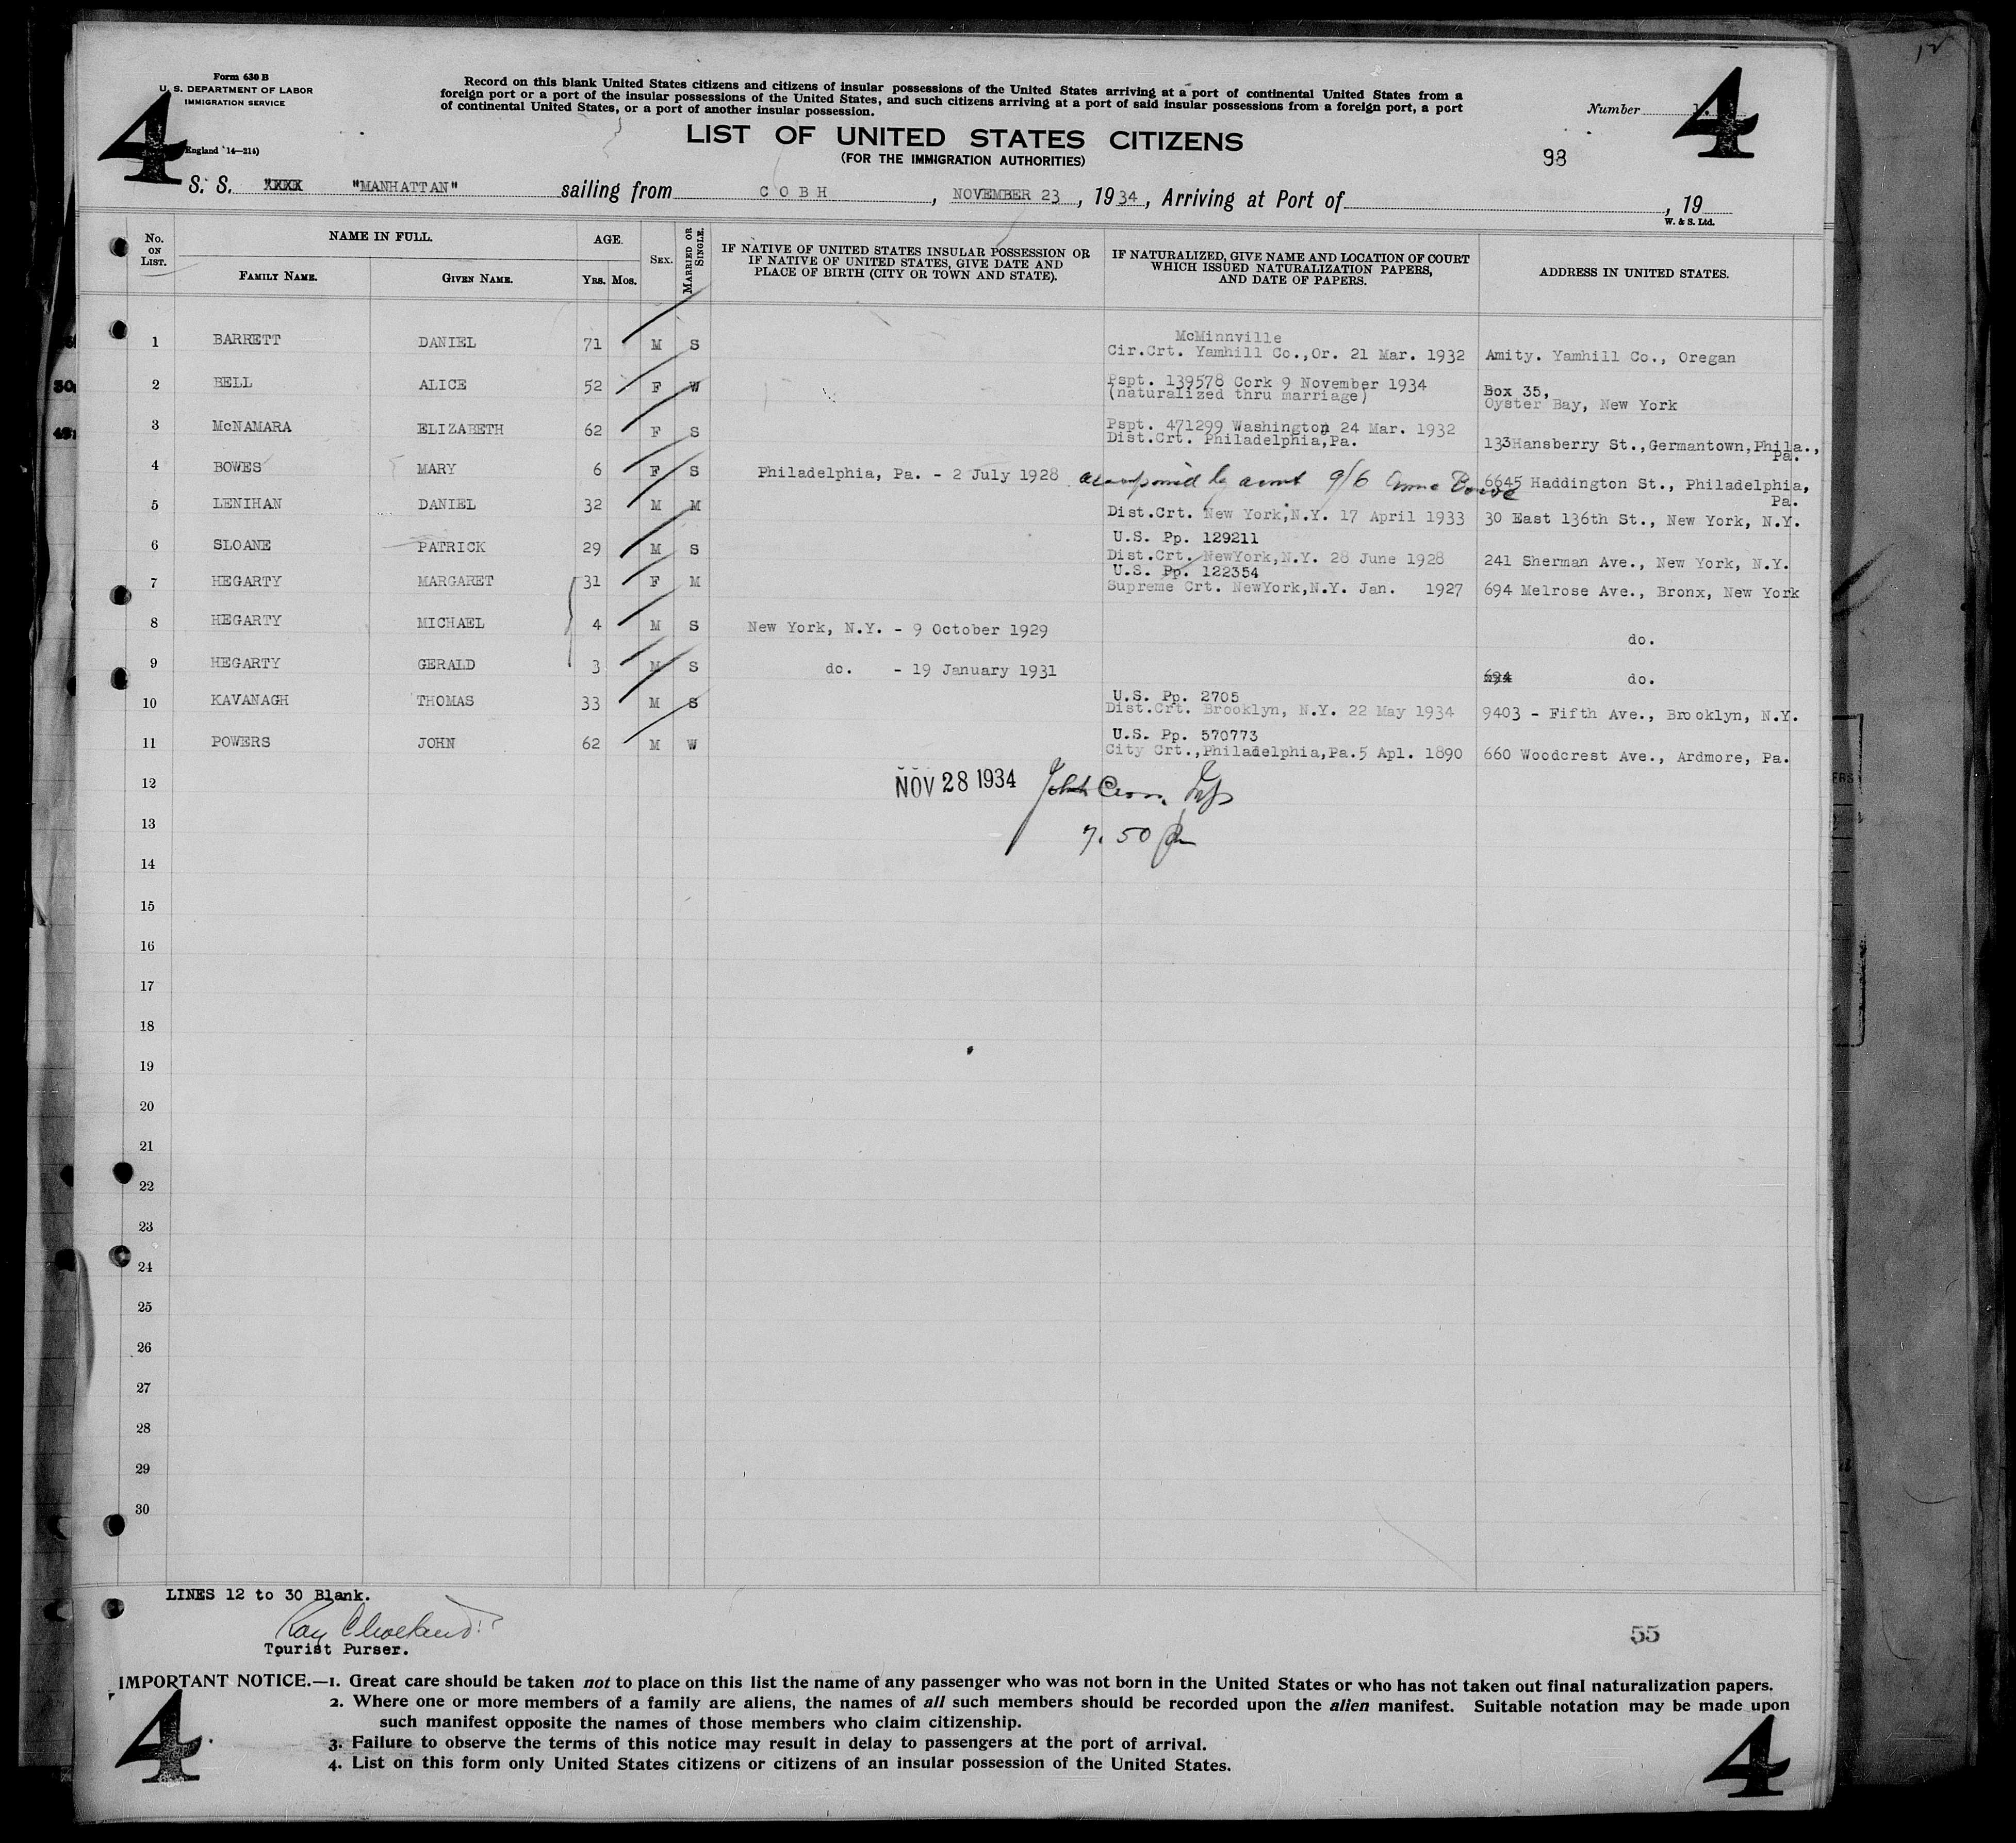 Form 630 B
U. S. DEPARTMENT OF LABOR
IMMIGRATION SERVICE
England '14—214)
4
4
Record on this blank United States citizens and citizens of insular possessions of the United States arriving at a port of continental United States from a
foreign port or a port of the insular possessions of the United States, and such citizens arriving at a port of said insular possessions from a foreign port, a port
of continental United States, or a port of another insular possession.
Number
LIST OF UNITED STATES CITIZENS
(FOR THE IMMIGRATION AUTHORITIES)
98
S. S. "MANHATTAN" sailing from COBH, NOVEMBER 23, 1934, Arriving at Port of , 19
W. & S. Ltd.
No. ON LIST. NAME IN FULL. FAMILY NAME. GIVEN NAME. AGE. YRS. MOS. SEX. MARRIED OR SINGLE. IF NATIVE OF UNITED STATES INSULAR POSSESSION OR IF NATIVE OF UNITED STATES, GIVE DATE AND PLACE OF BIRTH (CITY OR TOWN AND STATE). IF NATURALIZED, GIVE NAME AND LOCATION OF COURT WHICH ISSUED NATURALIZATION PAPERS, AND DATE OF PAPERS. ADDRESS IN UNITED STATES.
McMinnville
1 BARRETT DANIEL 71 M S Cir.Crt. Yamhill Co.,Or. 21 Mar. 1932 Amity. Yamhill Co., Oregan
2 BELL ALICE 52 F W Pspt. 139578 Cork 9 November 1934 Box 35,
(naturalized thru marriage) Oyster Bay, New York
3 McNAMARA ELIZABETH 62 F S Pspt. 471299 Washington 24 Mar. 1932
Dist.Crt. Philadelphia,Pa. 133Hansberry St.,Germantown,Phila.,
Pa.
4 BOWES MARY 6 F S Philadelphia, Pa. - 2 July 1928 by aunt 9/6 6645 Haddington St., Philadelphia,
Pa.
5 LENIHAN DANIEL 32 M M Dist.Crt. New York,N.Y. 17 April 1933 30 East 136th St., New York, N.Y.
U.S. Pp. 129211
6 SLOANE PATRICK 29 M S Dist.Crt. NewYork,N.Y. 28 June 1928 241 Sherman Ave., New York, N.Y.
U.S. Pp. 122354
7 HEGARTY MARGARET 31 F M Supreme Crt. NewYork,N.Y. Jan. 1927 694 Melrose Ave., Bronx, New York
8 HEGARTY MICHAEL 4 M S New York, N.Y. - 9 October 1929 do.
9 HEGARTY GERALD 3 M S do. - 19 January 1931 694 do.
U.S. Pp. 2705
10 KAVANAGH THOMAS 33 M S Dist.Crt. Brooklyn, N.Y. 22 May 1934 9403 - Fifth Ave., Brooklyn, N.Y.
U.S. Pp. 570773
11 POWERS JOHN 62 M W City Crt.,Philadelphia,Pa.5 Apl. 1890 660 Woodcrest Ave., Ardmore, Pa.
12 NOV 28 1934
13 7.50 pm
14
15
16
17
18
19
20
21
22
23
24
25
26
27
28
29
30
LINES 12 to 30 Blank.
Ray Cleveland
Tourist Purser.
55
IMPORTANT NOTICE.—1. Great care should be taken not to place on this list the name of any passenger who was not born in the United States or who has not taken out final naturalization papers.
2. Where one or more members of a family are aliens, the names of all such members should be recorded upon the alien manifest. Suitable notation may be made upon
such manifest opposite the names of those members who claim citizenship.
3. Failure to observe the terms of this notice may result in delay to passengers at the port of arrival.
4. List on this form only United States citizens or citizens of an insular possession of the United States.
4
4